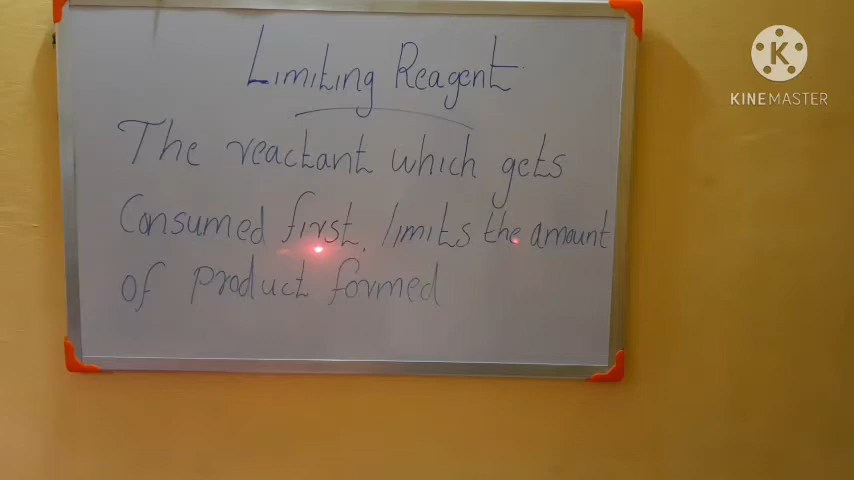 Limiting Reagent
The reactant which gets
Consumed first, limits the amount
of product formed
K
KINEMASTER